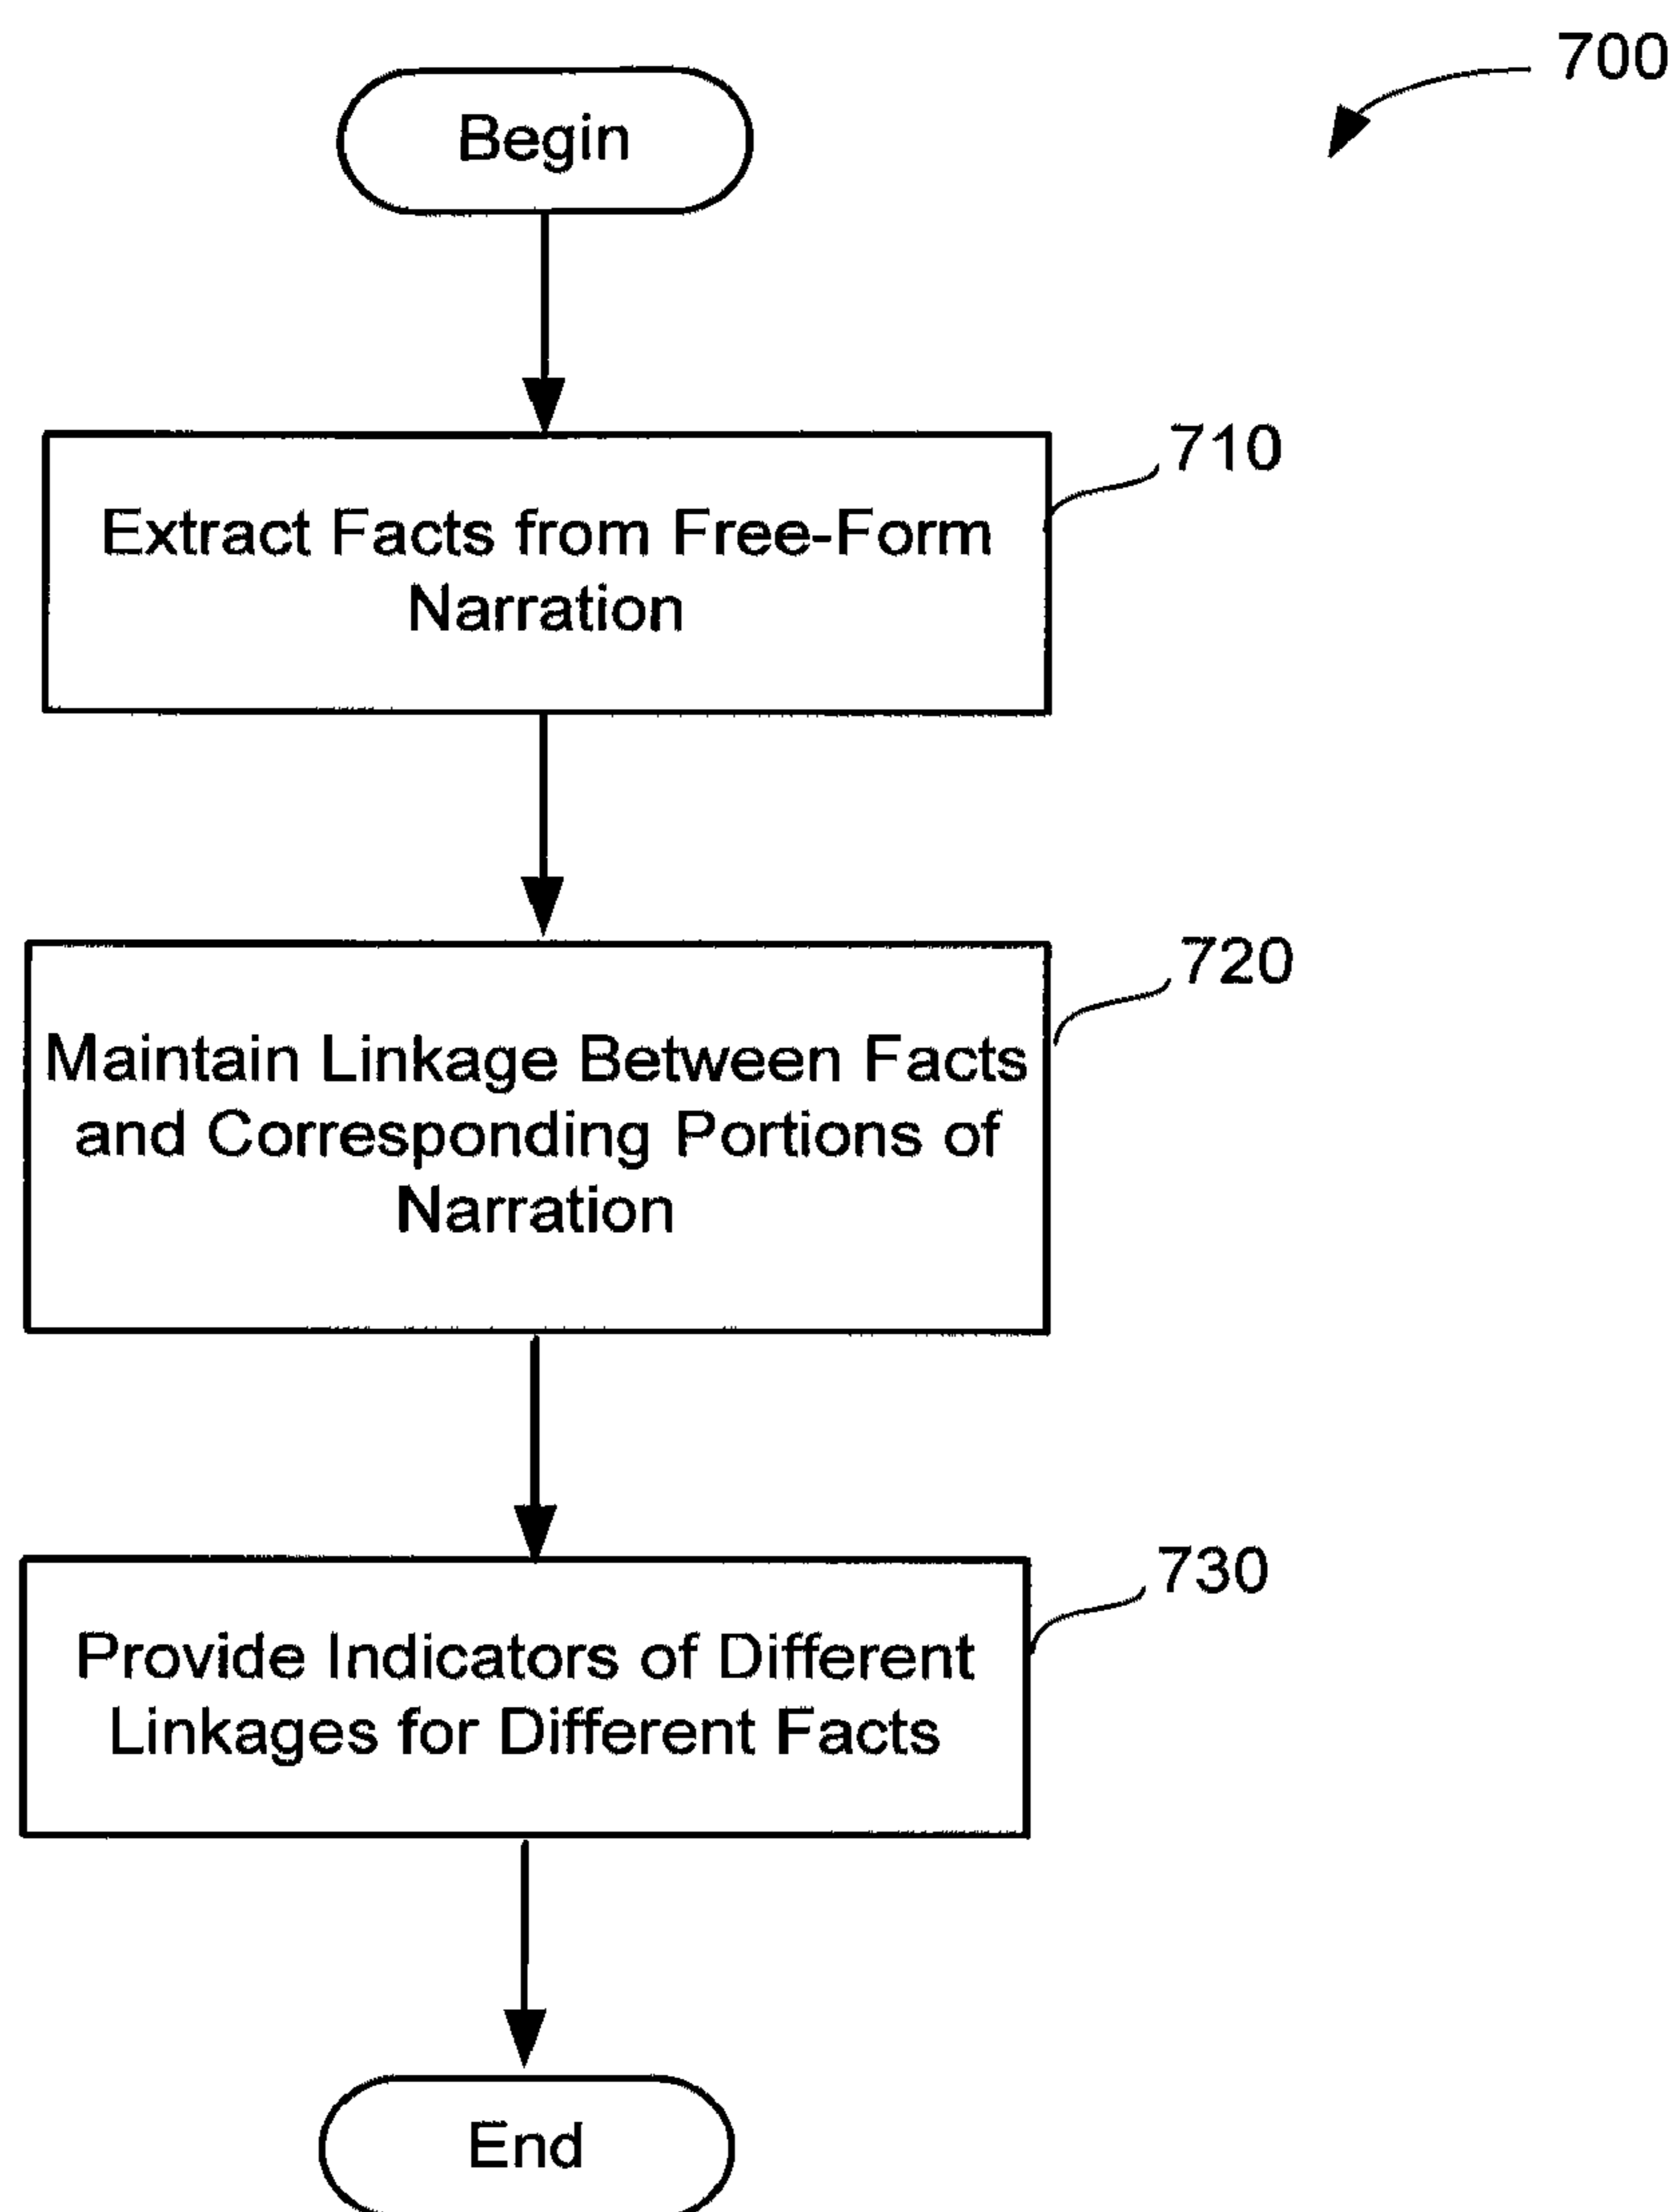 700
Begin
710
Extract Facts from Free-Form
Narration
720
Maintain Linkage Between Facts
and Corresponding Portions of
Narration
730
Provide Indicators of Different
Linkages for Different Facts
End